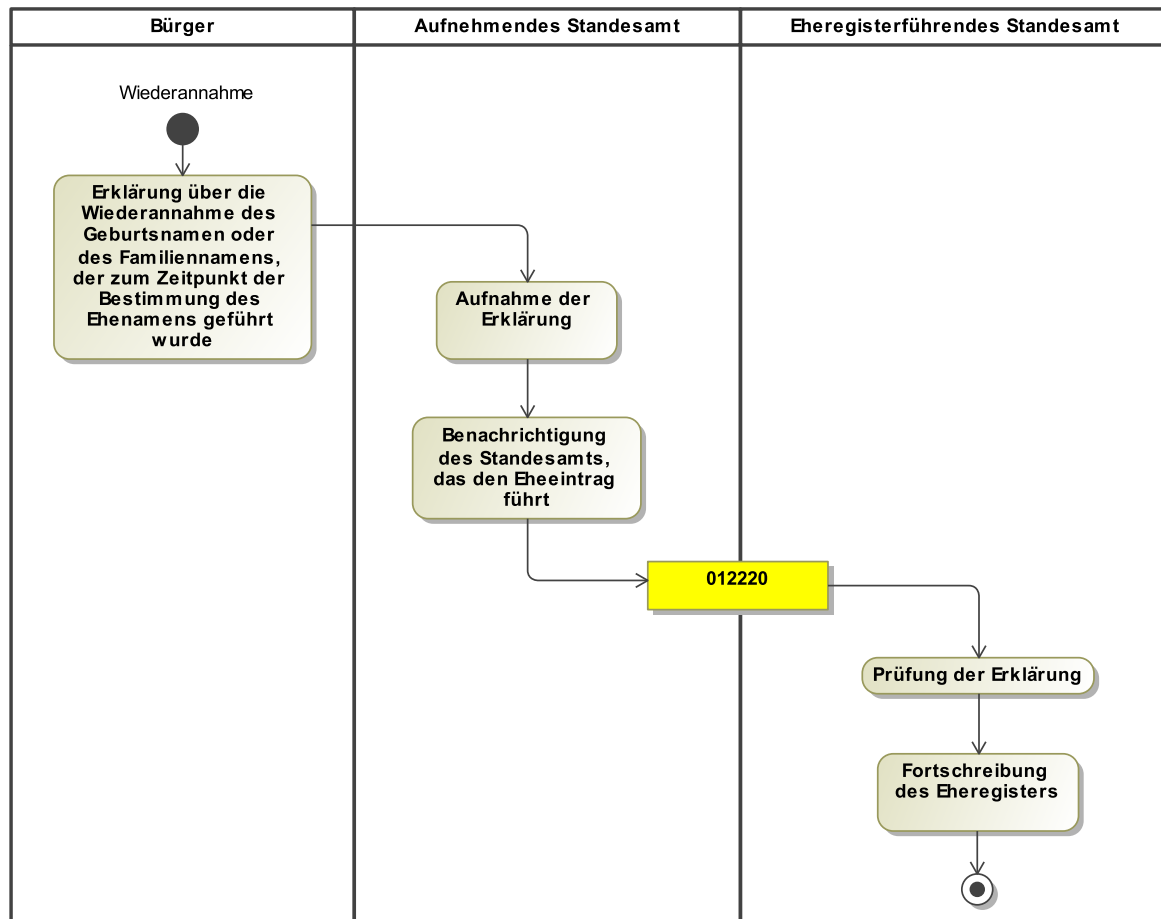 Bürger
Aufnehmendes Standesamt
Eheregisterführendes Standesamt
Wiederannahme
Erklärung über die
Wiederannahme des
Geburtsnamen oder
des Familiennamens,
der zum Zeitpunkt der
Bestimmung des
Ehenamens geführt
wurde
Aufnahme der
Erklärung
Benachrichtigung
des Standesamts,
das den Eheeintrag
führt
012220
Prüfung der Erklärung
Fortschreibung
des Eheregisters